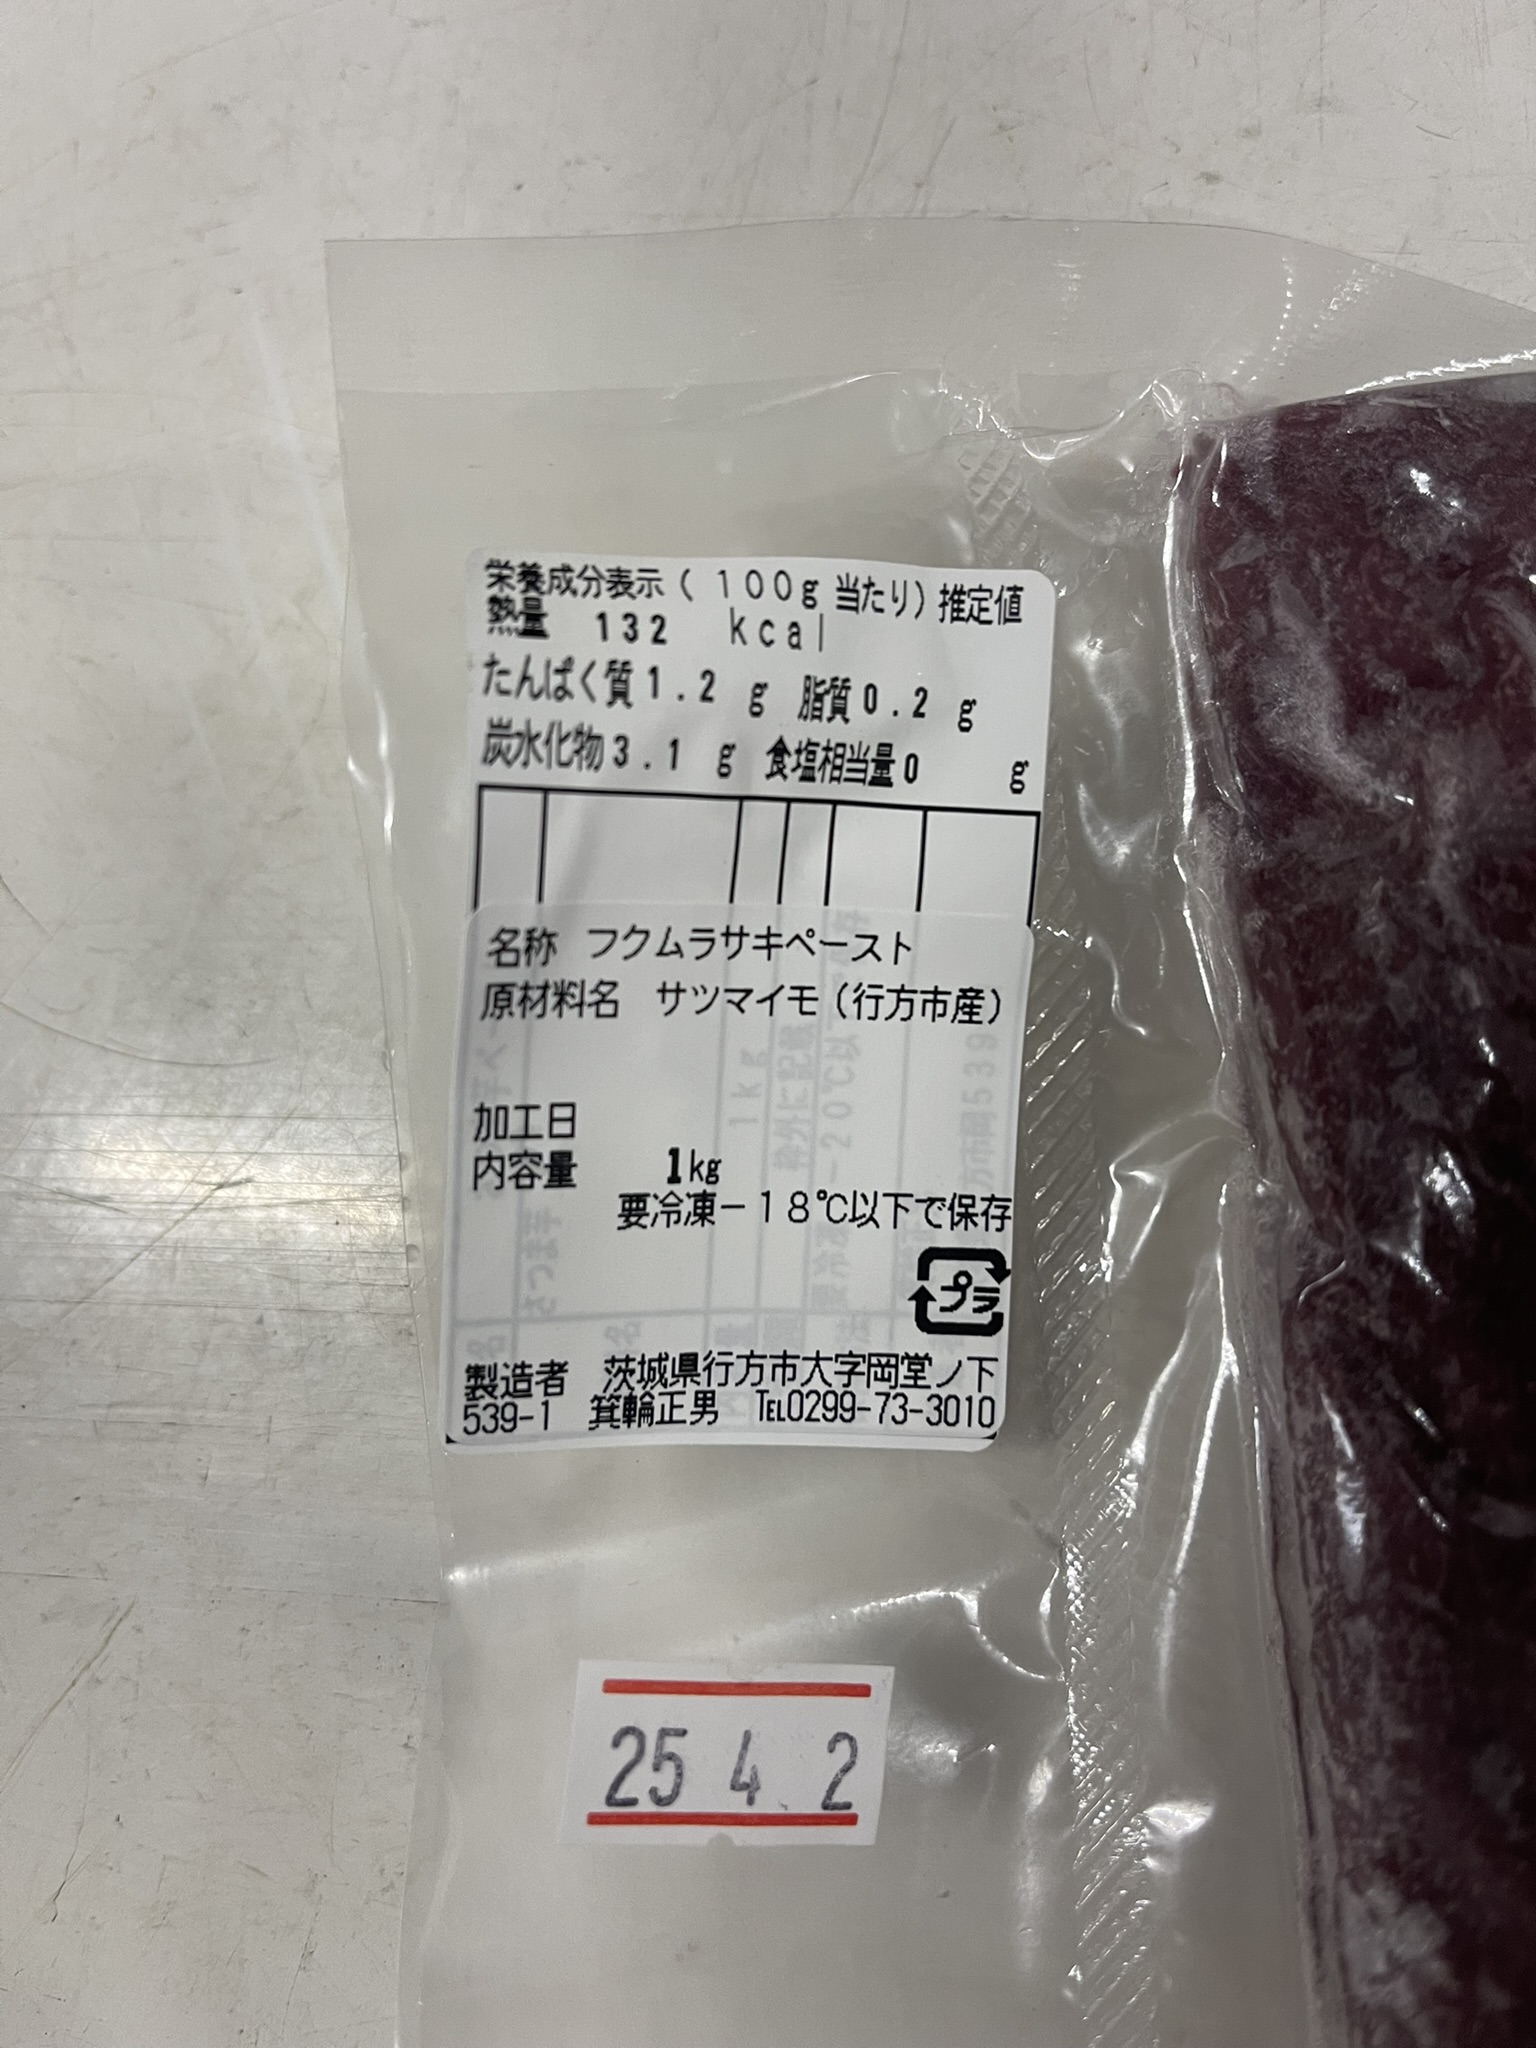 栄養成分表示(100g当たり)推定値
熱量 132 kcal
たんぱく質1.2 g 脂質0.2 g
炭水化物3.1 g 食塩相当量0 g
名称 フクムラサキペースト
原材料名 サツマイモ(行方市産)
加工日
内容量 1kg
要冷凍-18℃以下で保存
プラ
製造者 茨城県行方市大字岡堂ノ下
539-1 箕輪正男 ℡0299-73-3010
25 4. 2